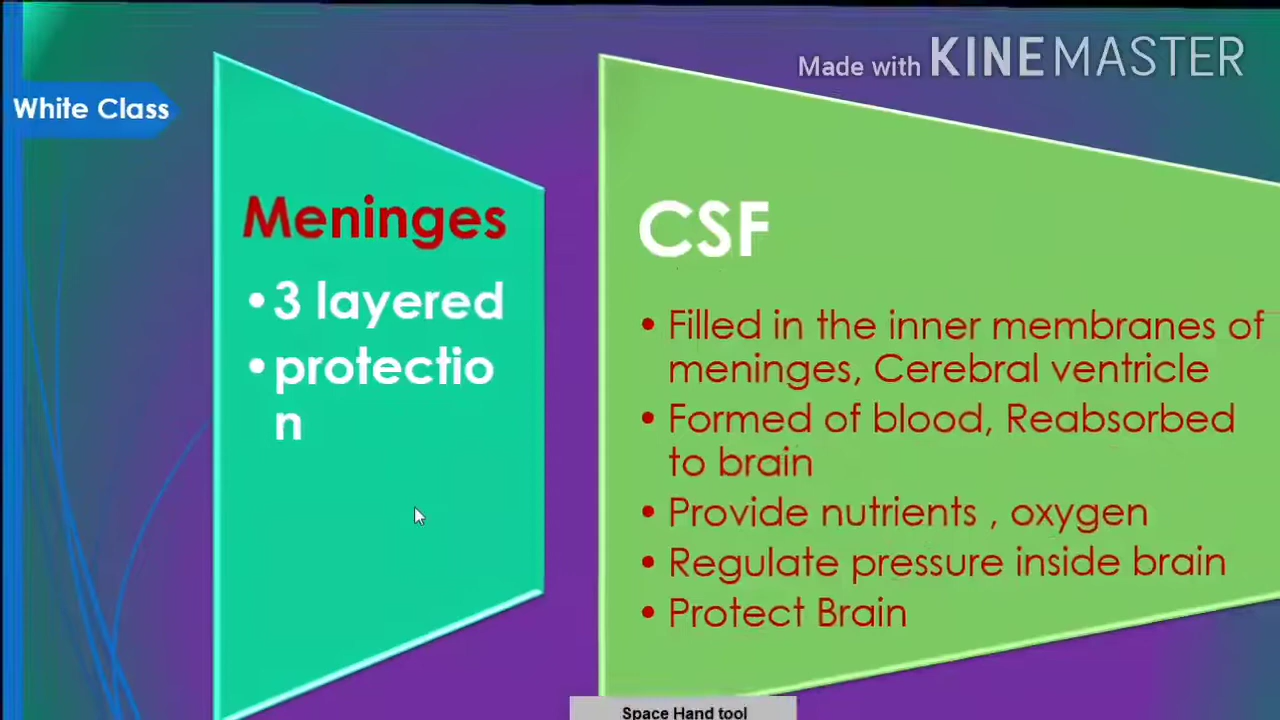 Made with KINEMASTER
White Class
Meninges
•3 layered
•protectio
n
CSF
• Filled in the inner membranes of
meninges, Cerebral ventricle
• Formed of blood, Reabsorbed
to brain
• Provide nutrients , oxygen
• Regulate pressure inside brain
• Protect Brain
Space Hand tool